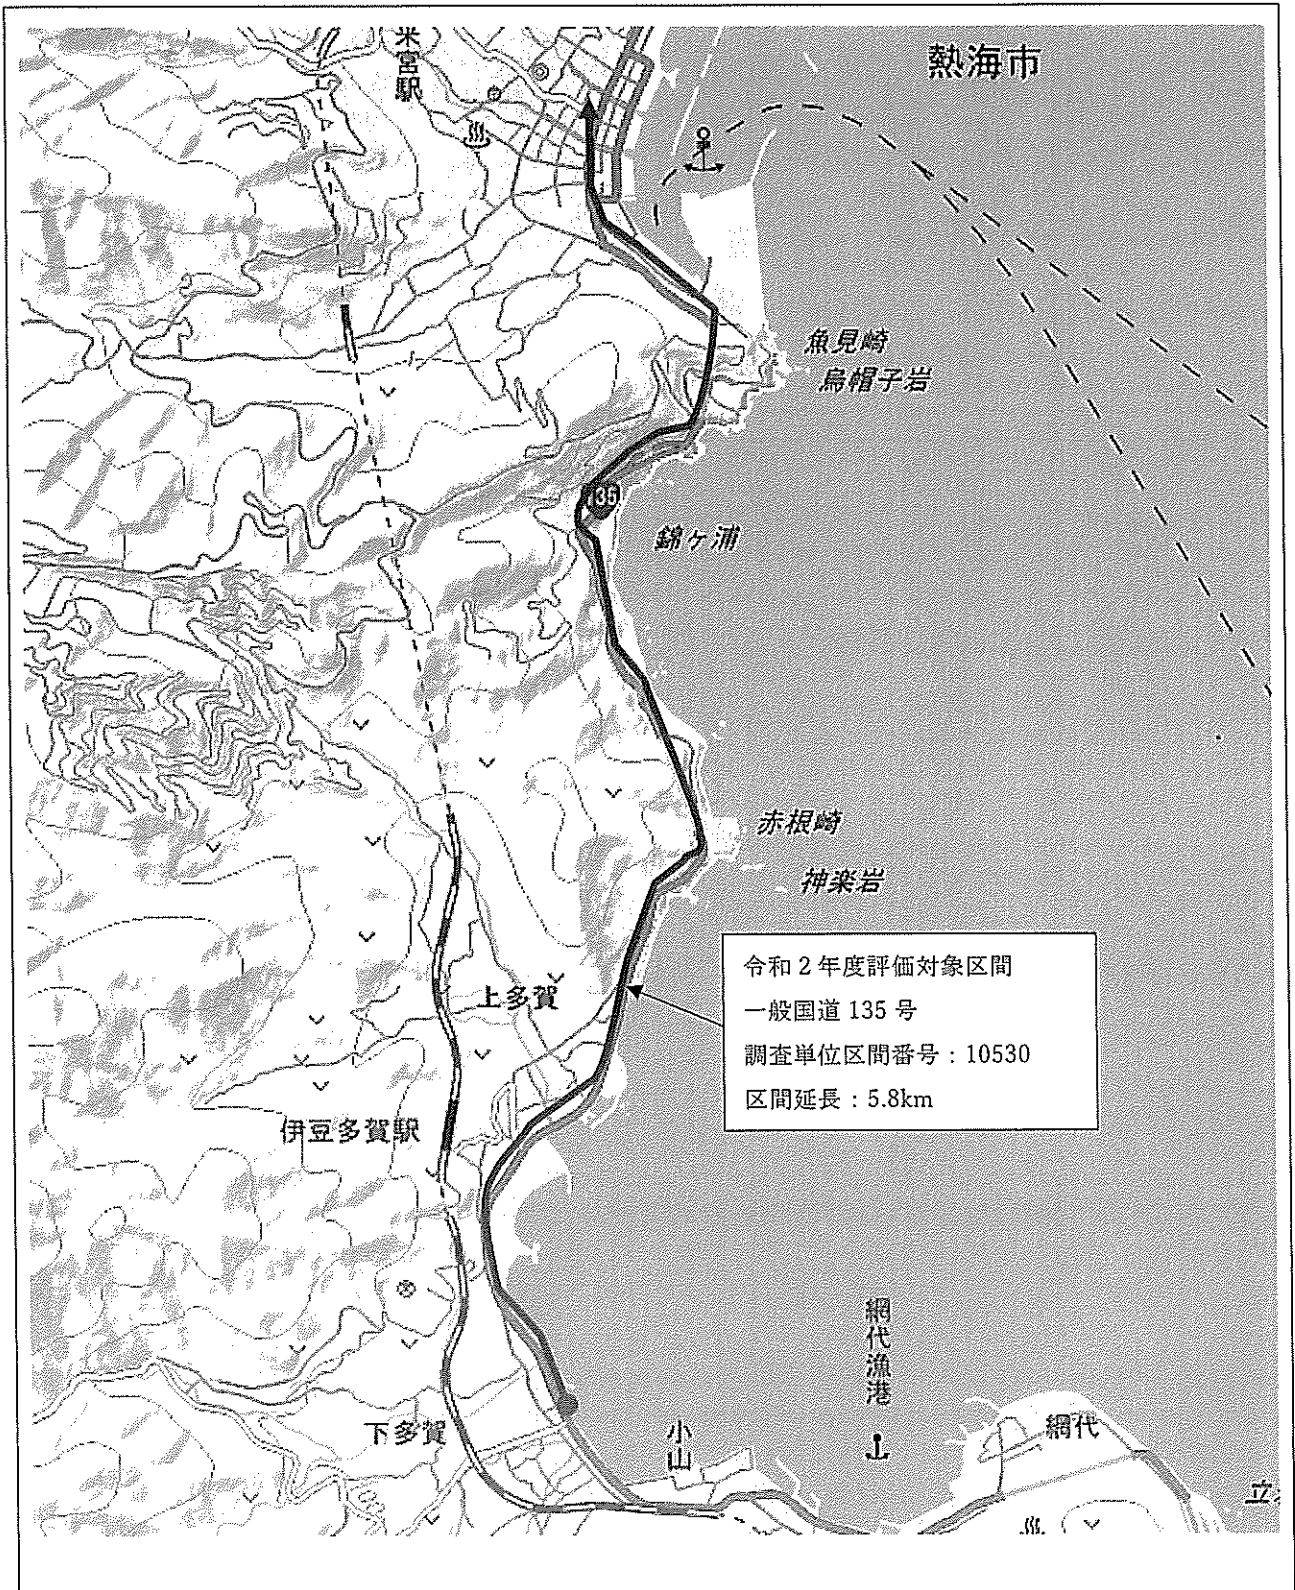 来宮駅
熱海市
魚見崎
烏帽子岩
135
錦ヶ浦
赤根崎
神楽岩
令和2年度評価対象区間
一般国道 135 号
調査単位区間番号:10530
区間延長:5.8km
上多賀
伊豆多賀駅
網代漁港
下多賀
小山
網代
立